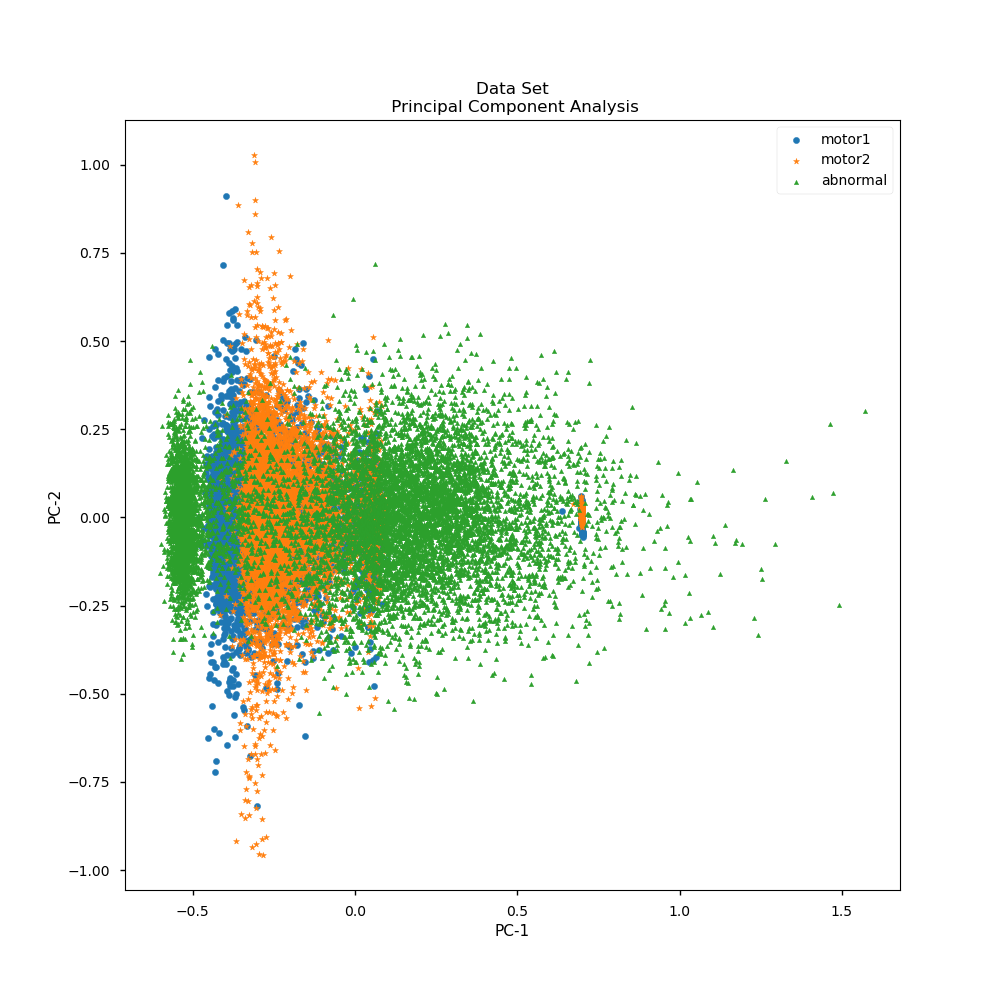 Data Set
Principal Component Analysis
motor1
motor2
abnormal
1.00
0.75
0.50
0.25
0.00
−0.25
−0.50
−0.75
−1.00
PC-2
−0.5
0.0
0.5
1.0
1.5
PC-1